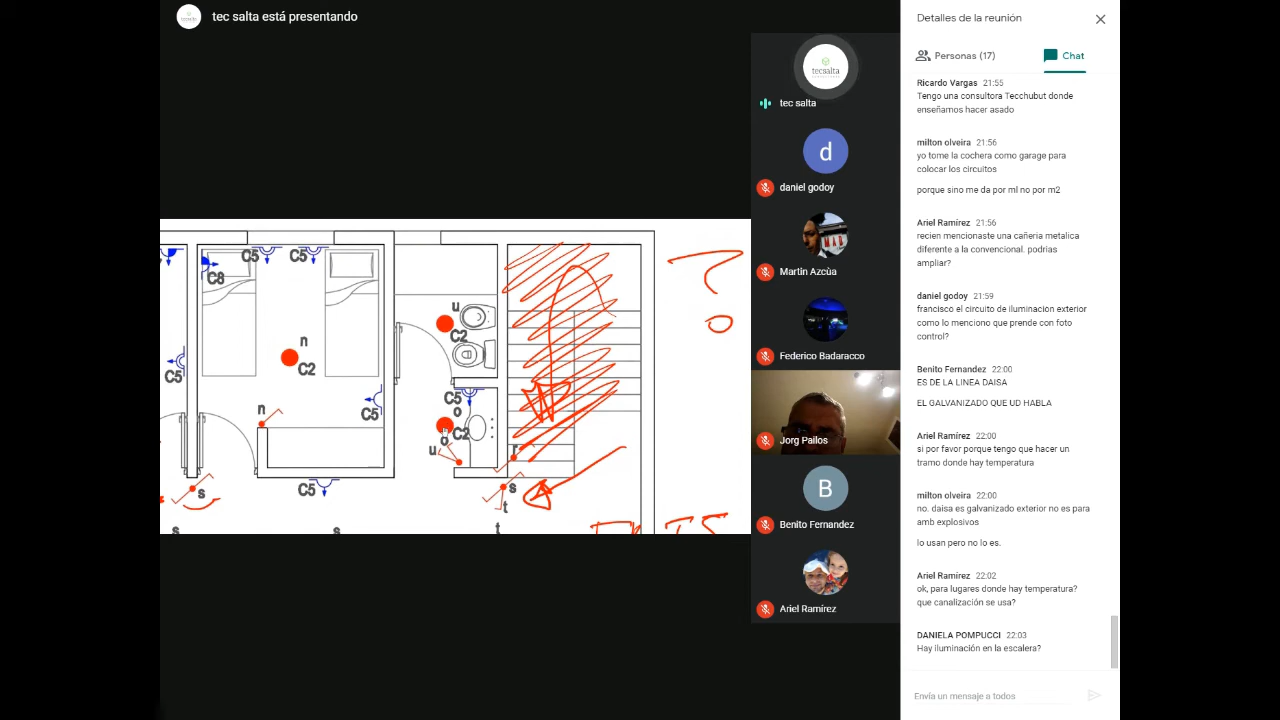 tec salta está presentando
tecsalta
tec salta
d
daniel godoy
Martin Azcùa
Federico Badaracco
Jorg Pailos
B
Benito Fernandez
Ariel Ramírez
C5
C5
C8
u
n
C2
C2
C5
C5
C5
n
o
C2
o
u
r
s
s
C5
t
s
s
t
Detalles de la reunión
Personas (17)
Chat
Ricardo Vargas 21:55
Tengo una consultora Tecchubut donde
enseñamos hacer asado
milton olveira 21:56
yo tome la cochera como garage para
colocar los circuitos
porque sino me da por ml no por m2
Ariel Ramírez 21:56
recien mencionaste una cañeria metalica
diferente a la convencional. podrias
ampliar?
daniel godoy 21:59
francisco el circuito de iluminacion exterior
como lo menciono que prende con foto
control?
Benito Fernandez 22:00
ES DE LA LINEA DAISA
EL GALVANIZADO QUE UD HABLA
Ariel Ramírez 22:00
si por favor porque tengo que hacer un
tramo donde hay temperatura
milton olveira 22:00
no. daisa es galvanizado exterior no es para
amb explosivos
lo usan pero no lo es.
Ariel Ramírez 22:02
ok, para lugares donde hay temperatura?
que canalização se usa?
DANIELA POMPUCCI 22:03
Hay iluminación en la escalera?
Envía un mensaje a todos